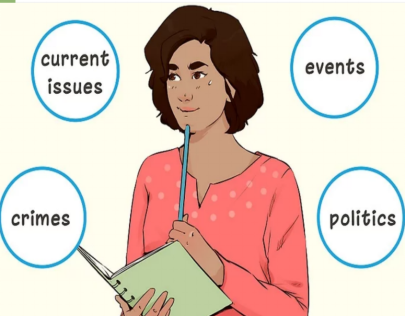 current
issues
events
crimes
politics